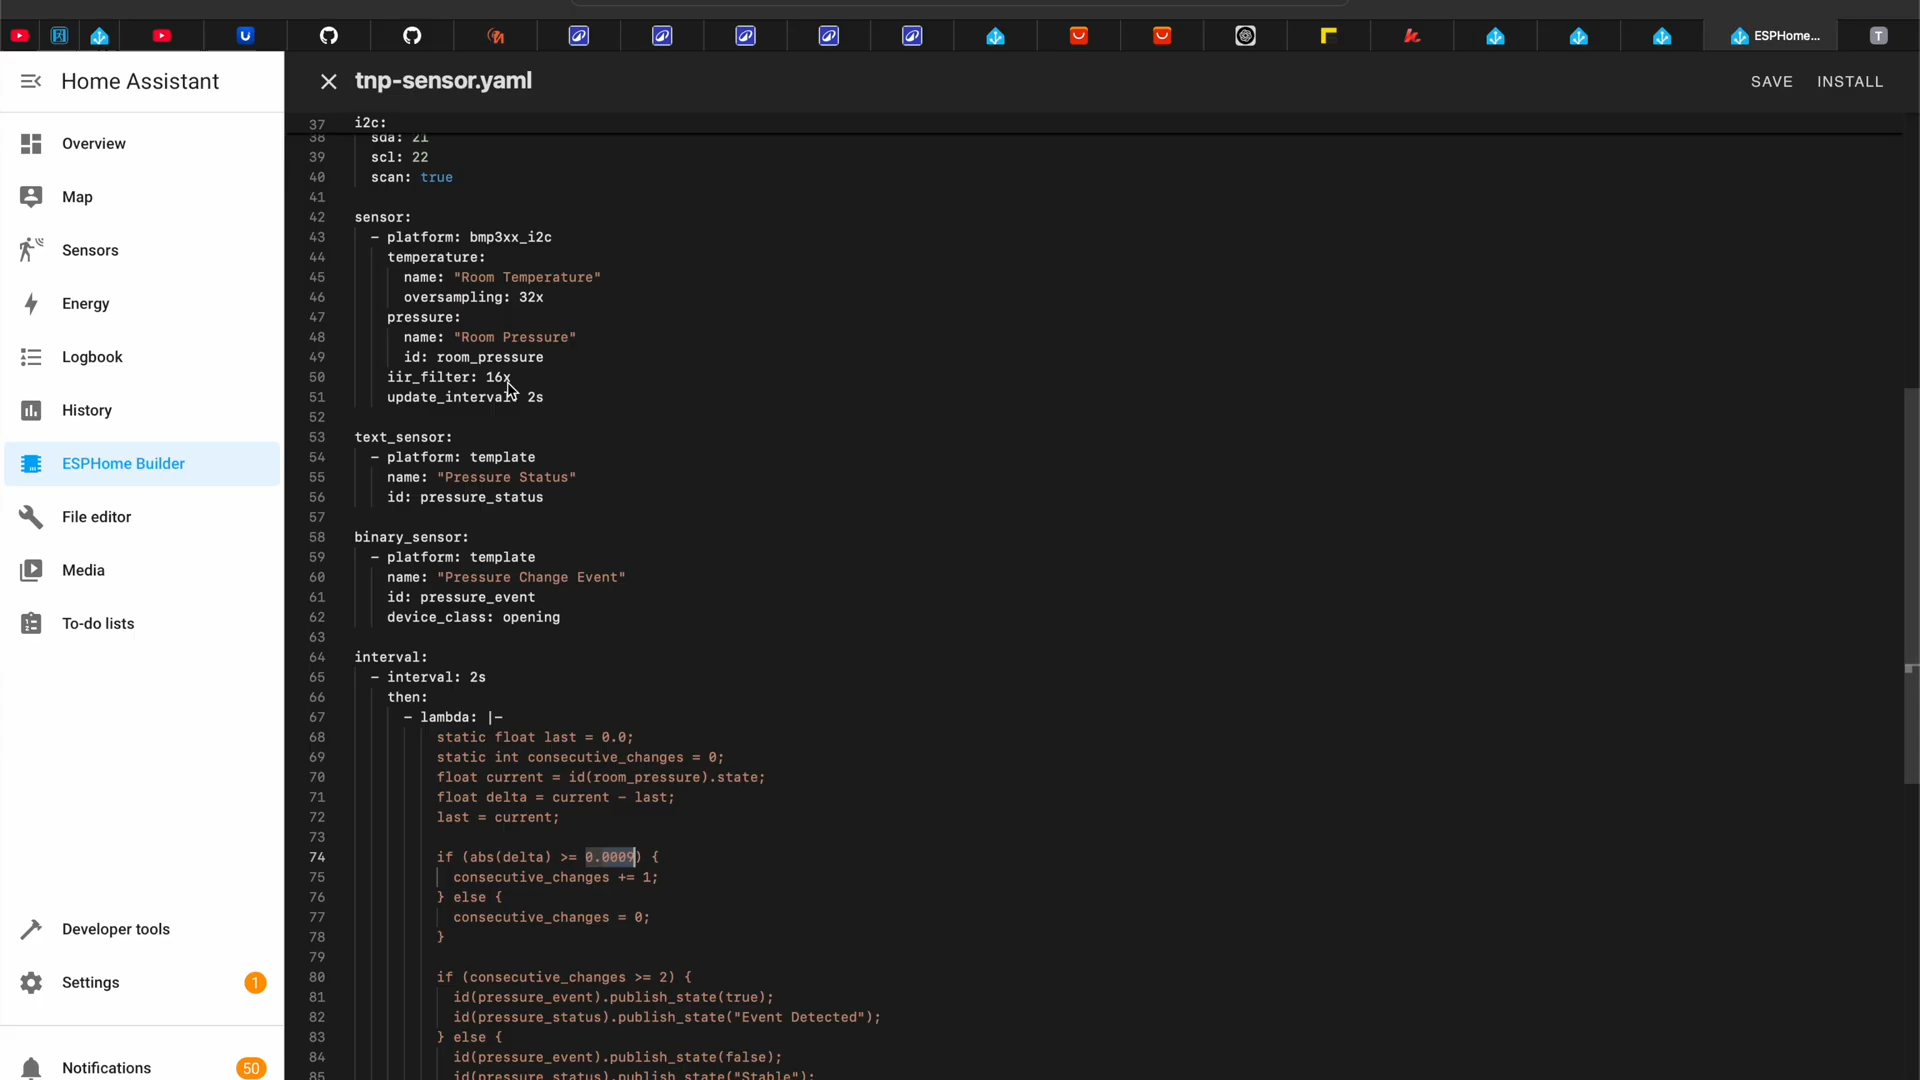 ESPHome...
T
Home Assistant
tnp-sensor.yaml
SAVE
INSTALL
Overview
Map
Sensors
Energy
Logbook
History
ESPHome Builder
File editor
Media
To-do lists
Developer tools
Settings
1
Notifications
50
37 i2c:
38 sda: 21
39 scl: 22
40 scan: true
41
42 sensor:
43 - platform: bmp3xx_i2c
44 temperature:
45 name: "Room Temperature"
46 oversampling: 32x
47 pressure:
48 name: "Room Pressure"
49 id: room_pressure
50 iir_filter: 16x
51 update_interval: 2s
52
53 text_sensor:
54 - platform: template
55 name: "Pressure Status"
56 id: pressure_status
57
58 binary_sensor:
59 - platform: template
60 name: "Pressure Change Event"
61 id: pressure_event
62 device_class: opening
63
64 interval:
65 - interval: 2s
66 then:
67 - lambda: |-
68 static float last = 0.0;
69 static int consecutive_changes = 0;
70 float current = id(room_pressure).state;
71 float delta = current - last;
72 last = current;
73
74 if (abs(delta) >= 0.0009) {
75 consecutive_changes += 1;
76 } else {
77 consecutive_changes = 0;
78 }
79
80 if (consecutive_changes >= 2) {
81 id(pressure_event).publish_state(true);
82 id(pressure_status).publish_state("Event Detected");
83 } else {
84 id(pressure_event).publish_state(false);
85 id(pressure_status).publish_state("Stable");